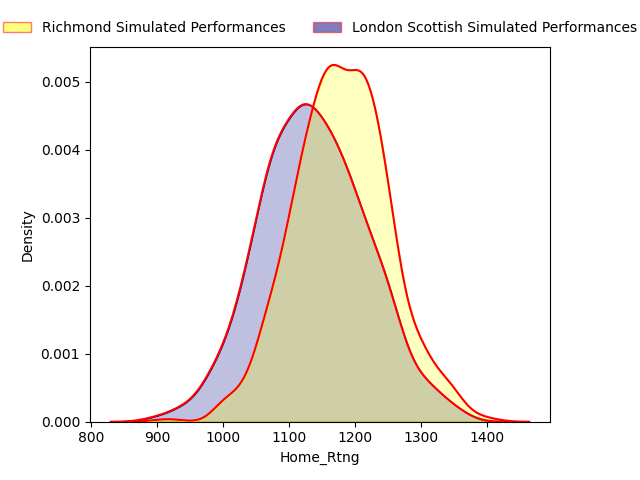 Richmond Simulated Performances London Scottish Simulated Performances
0.005
0.004
0.003
0.002
0.001
0.000
Density
800 900 1000 1100 1200 1300 1400
Home_Rtng